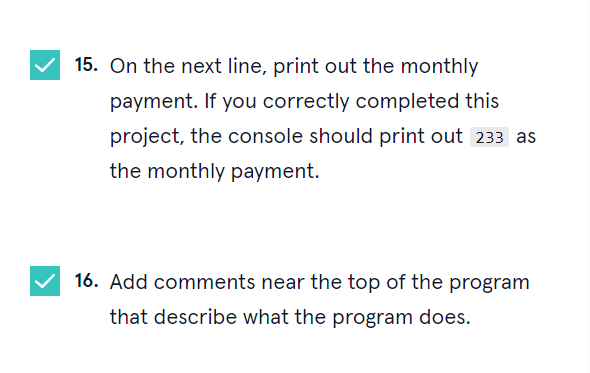 15. On the next line, print out the monthly
payment. If you correctly completed this
project, the console should print out 233 as
the monthly payment.
16. Add comments near the top of the program
that describe what the program does.